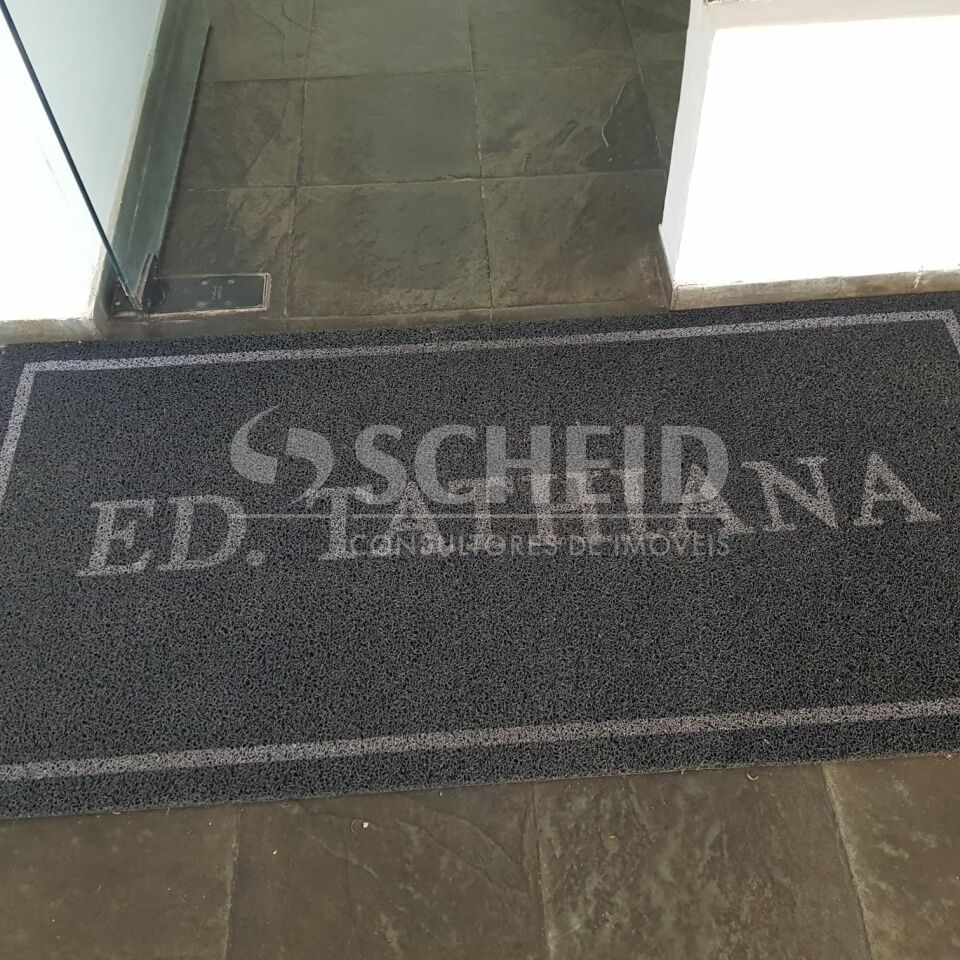 SCHEID
ED. TATHIANA
CONSULTORES DE IMÓVEIS